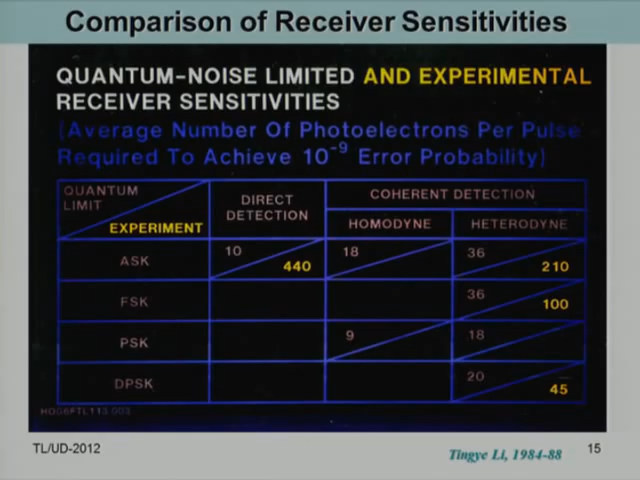 Comparison of Receiver Sensitivities
QUANTUM-NOISE LIMITED AND EXPERIMENTAL
RECEIVER SENSITIVITIES
(Average Number Of Photoelectrons Per Pulse
Required To Achieve 10⁻⁹ Error Probability)
QUANTUM
LIMIT
EXPERIMENT
DIRECT
DETECTION
COHERENT DETECTION
HOMODYNE HETERODYNE
ASK 10 440 18 36 210
FSK 36 100
PSK 9 18
DPSK 20 45
TL/UD-2012
Tingye Li, 1984-88
15